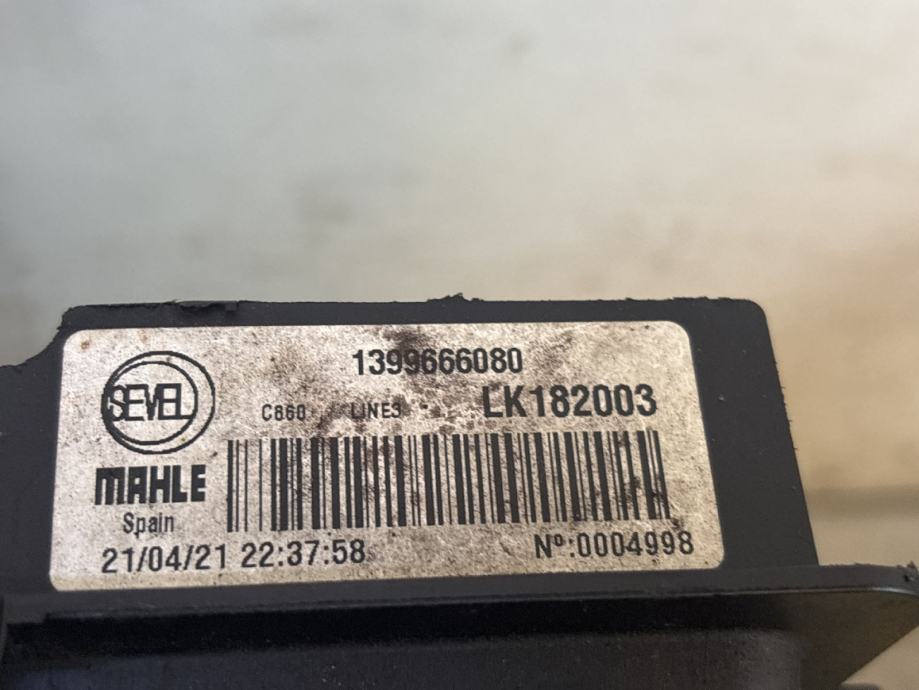 1399666080
SEVEL
C860 LINE3 - LK182003
MAHLE
Spain
21/04/21 22:37:58 Nº:0004998